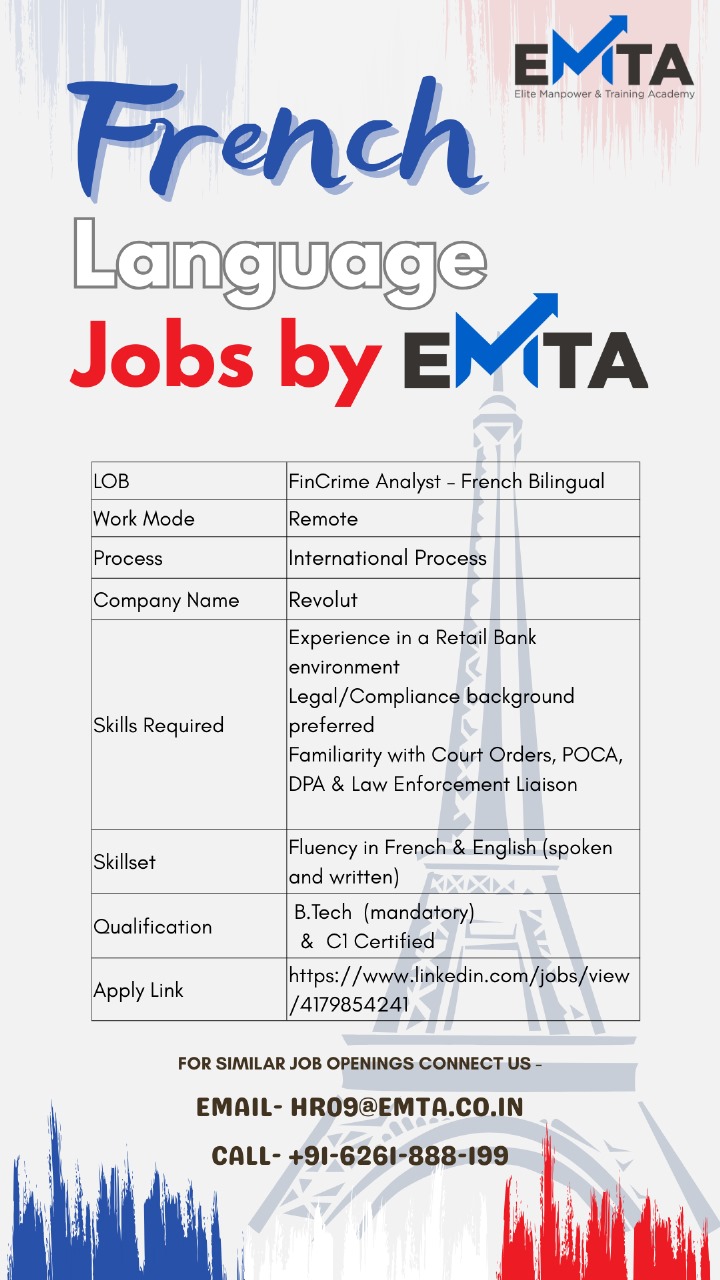 EMTA
Elite Manpower & Training Academy
French
Language
Jobs by EMTA
LOB
FinCrime Analyst – French Bilingual
Work Mode
Remote
Process
International Process
Company Name
Revolut
Skills Required
Experience in a Retail Bank
environment
Legal/Compliance background
preferred
Familiarity with Court Orders, POCA,
DPA & Law Enforcement Liaison
Skillset
Fluency in French & English (spoken
and written)
Qualification
B.Tech (mandatory)
& C1 Certified
Apply Link
https://www.linkedin.com/jobs/view
/4179854241
FOR SIMILAR JOB OPENINGS CONNECT US -
EMAIL- HR09@EMTA.CO.IN
CALL- +91-6261-888-199